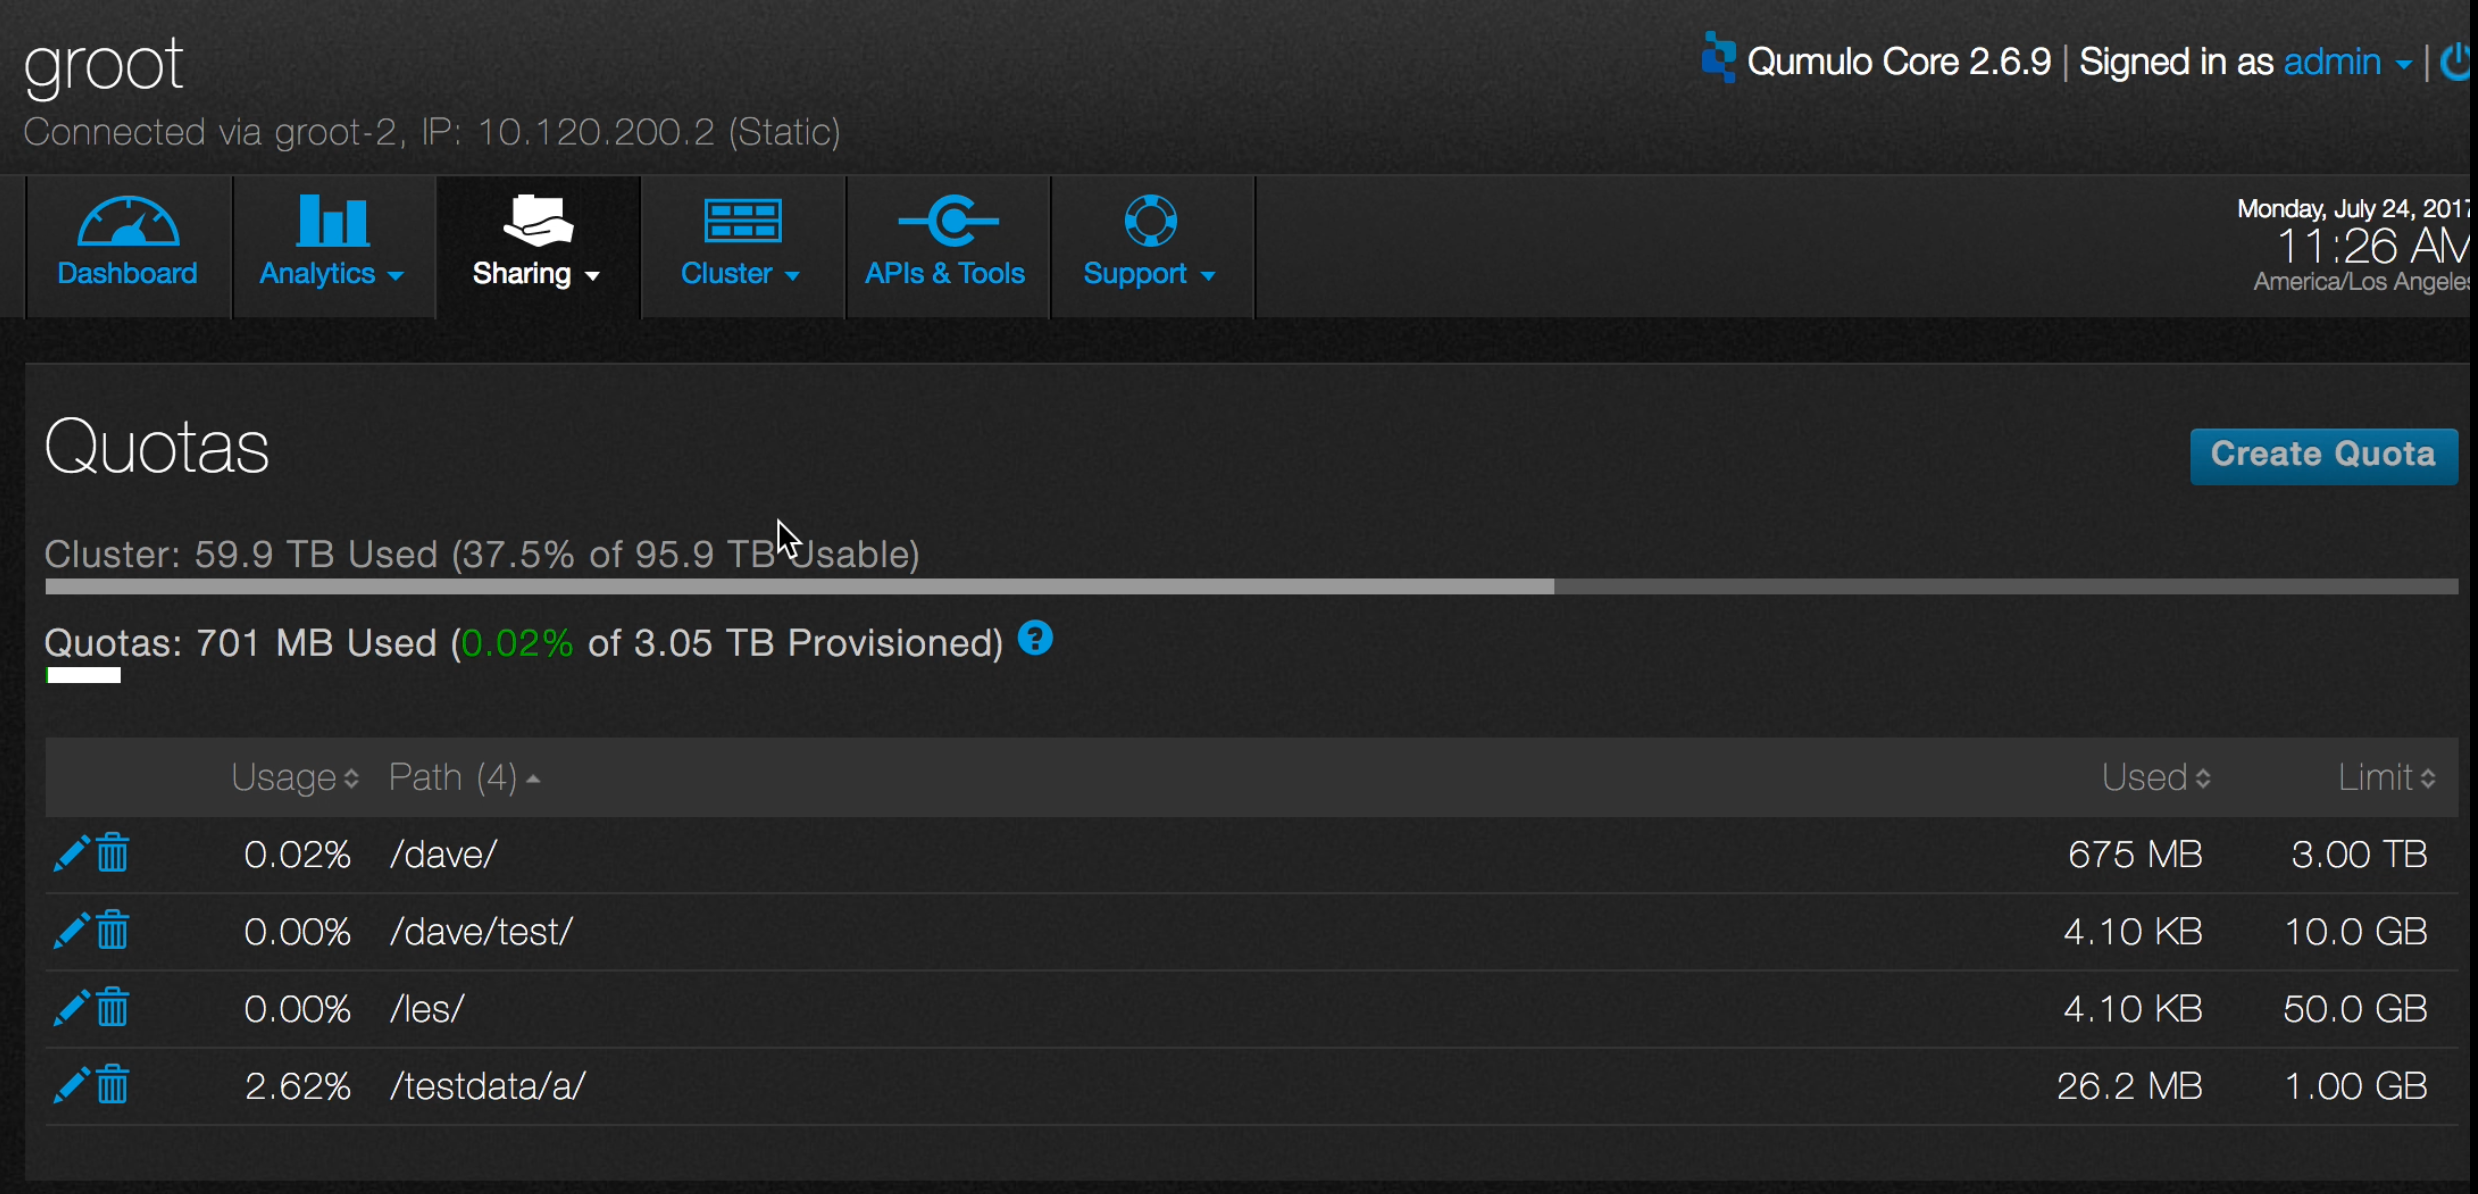 groot
Qumulo Core 2.6.9 | Signed in as admin |
Connected via groot-2, IP: 10.120.200.2 (Static)
Dashboard Analytics Sharing Cluster APIs & Tools Support
Monday, July 24, 2017
11:26 AM
America/Los Angeles
Quotas
Create Quota
Cluster: 59.9 TB Used (37.5% of 95.9 TB Usable)
Quotas: 701 MB Used (0.02% of 3.05 TB Provisioned) ?
Usage Path (4) Used Limit
0.02% /dave/ 675 MB 3.00 TB
0.00% /dave/test/ 4.10 KB 10.0 GB
0.00% /les/ 4.10 KB 50.0 GB
2.62% /testdata/a/ 26.2 MB 1.00 GB